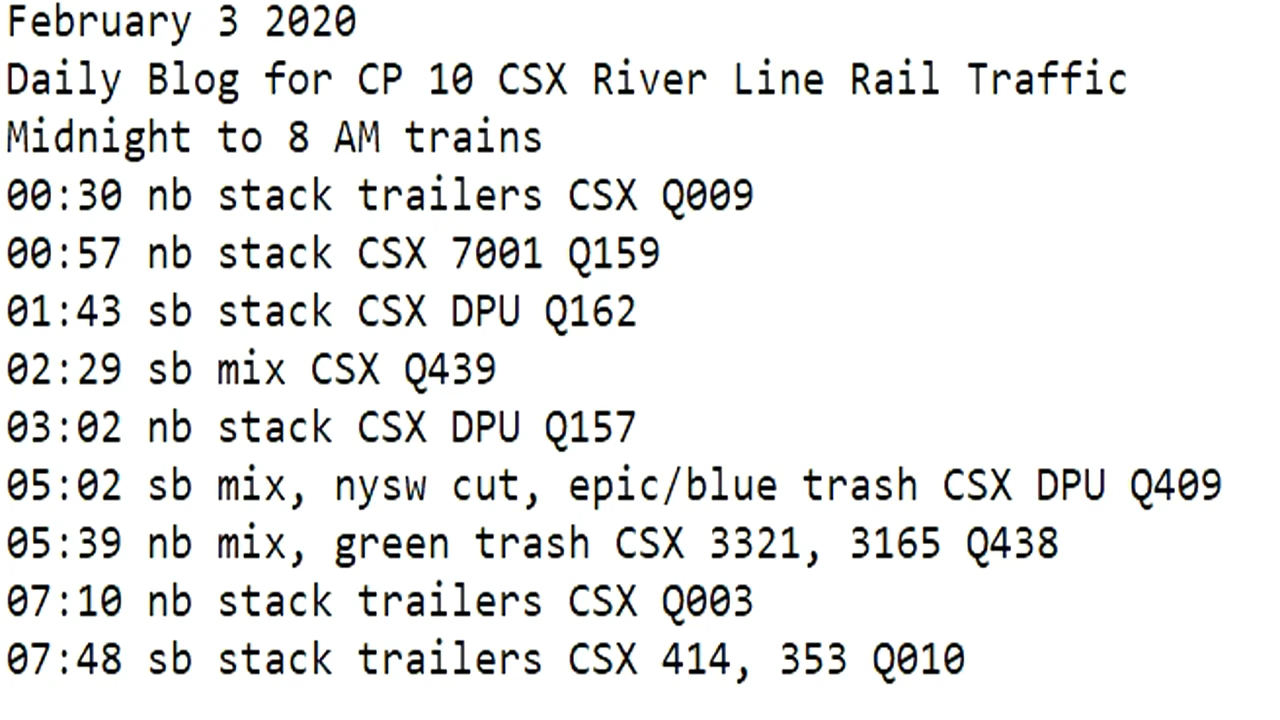 February 3 2020
Daily Blog for CP 10 CSX River Line Rail Traffic
Midnight to 8 AM trains
00:30 nb stack trailers CSX Q009
00:57 nb stack CSX 7001 Q159
01:43 sb stack CSX DPU Q162
02:29 sb mix CSX Q439
03:02 nb stack CSX DPU Q157
05:02 sb mix, nysw cut, epic/blue trash CSX DPU Q409
05:39 nb mix, green trash CSX 3321, 3165 Q438
07:10 nb stack trailers CSX Q003
07:48 sb stack trailers CSX 414, 353 Q010